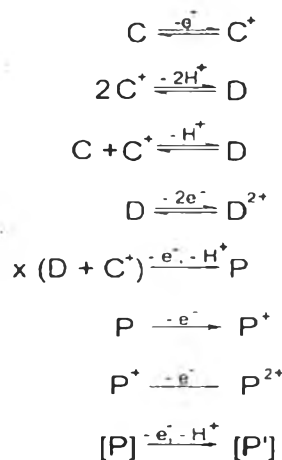 C -e⁻ ⇌ C⁺
2C⁺ - 2H⁺ ⇌ D
C + C⁺ - H⁺ ⇌ D
D - 2e⁻ ⇌ D²⁺
x (D + C⁺) - e⁻, - H⁺ — P
P - e⁻ → P⁺
P⁺ - e⁻ — P²⁺
[P] - e⁻, - H⁺ → [P']